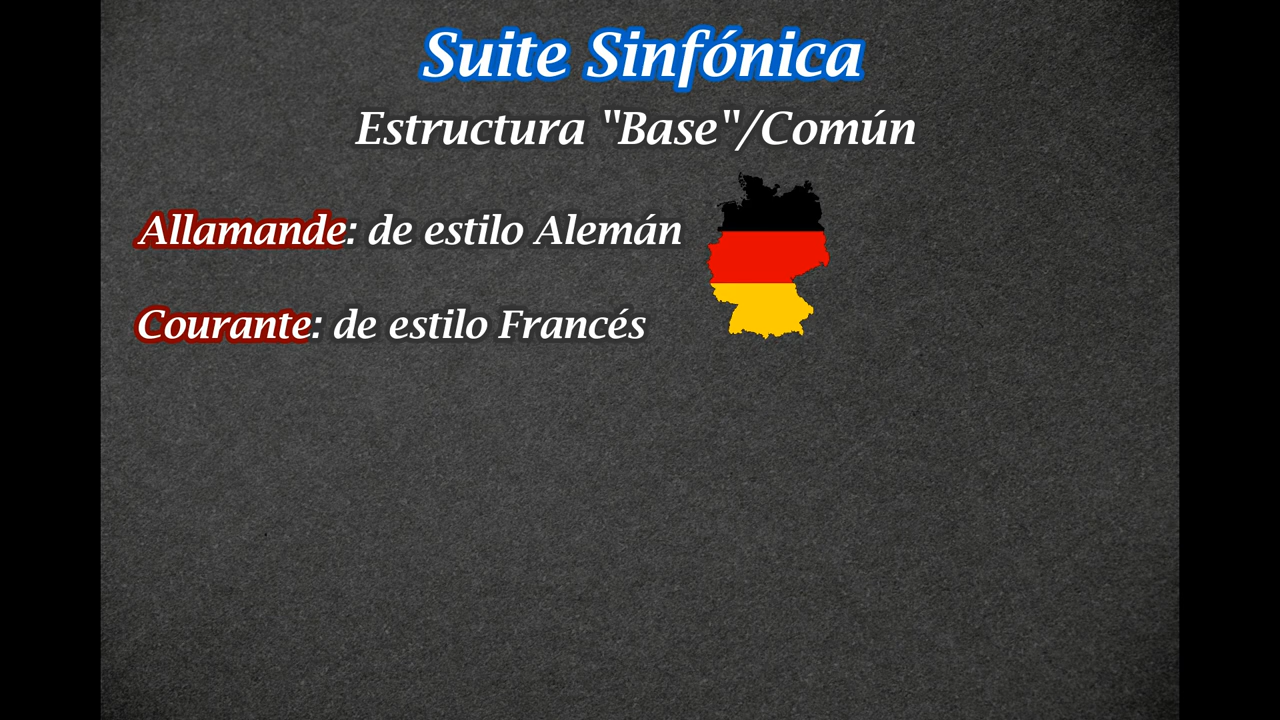 Suite Sinfónica
Estructura "Base"/Común
Allamande: de estilo Alemán
Courante: de estilo Francés